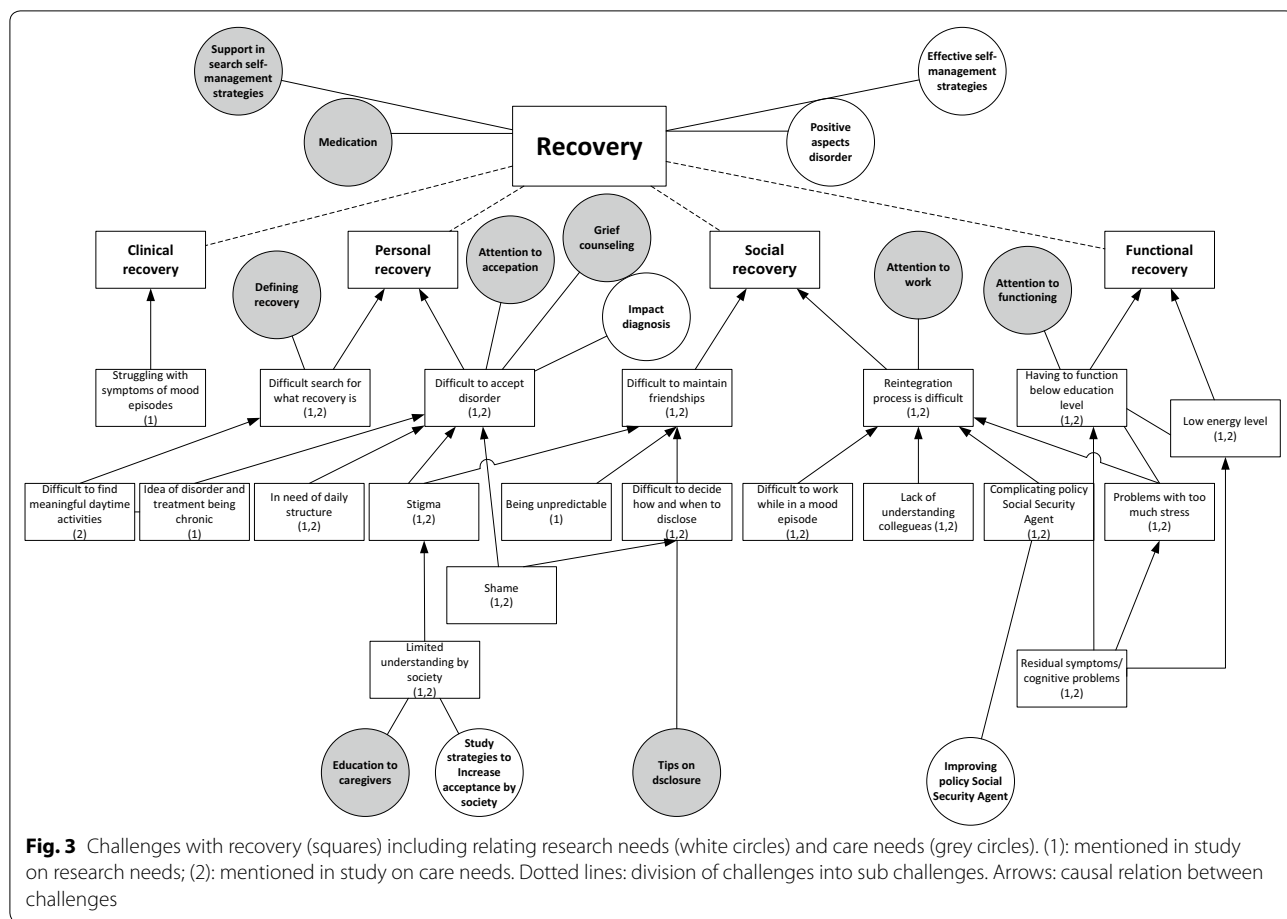 Support in
search self-
management
strategies
Effective self-
management
strategies
Medication
Recovery
Positive
aspects
disorder
Clinical
recovery
Personal
recovery
Attention to
accepation
Grief
counseling
Social
recovery
Attention to
work
Functional
recovery
Defining
recovery
Impact
diagnosis
Attention to
functioning
Struggling with
symptoms of mood
episodes
(1)
Difficult search for
what recovery is
(1,2)
Difficult to accept
disorder
(1,2)
Difficult to maintain
friendships
(1,2)
Reintegration
process is difficult
(1,2)
Having to function
below education
level
(1,2)
Low energy level
(1,2)
Difficult to find
meaningful daytime
activities
(2)
Idea of disorder and
treatment being
chronic
(1)
In need of daily
structure
(1,2)
Stigma
(1,2)
Being unpredictable
(1)
Difficult to decide
how and when to
disclose
(1,2)
Difficult to work
while in a mood
episode
(1,2)
Lack of
understanding
collegueas (1,2)
Complicating policy
Social Security
Agent
(1,2)
Problems with too
much stress
(1,2)
Shame
(1,2)
Limited
understanding by
society
(1,2)
Residual symptoms/
cognitive problems
(1,2)
Education to
caregivers
Study
strategies to
Increase
acceptance by
society
Tips on
dsclosure
Improving
policy Social
Security Agent
Fig. 3 Challenges with recovery (squares) including relating research needs (white circles) and care needs (grey circles). (1): mentioned in study
on research needs; (2): mentioned in study on care needs. Dotted lines: division of challenges into sub challenges. Arrows: causal relation between
challenges